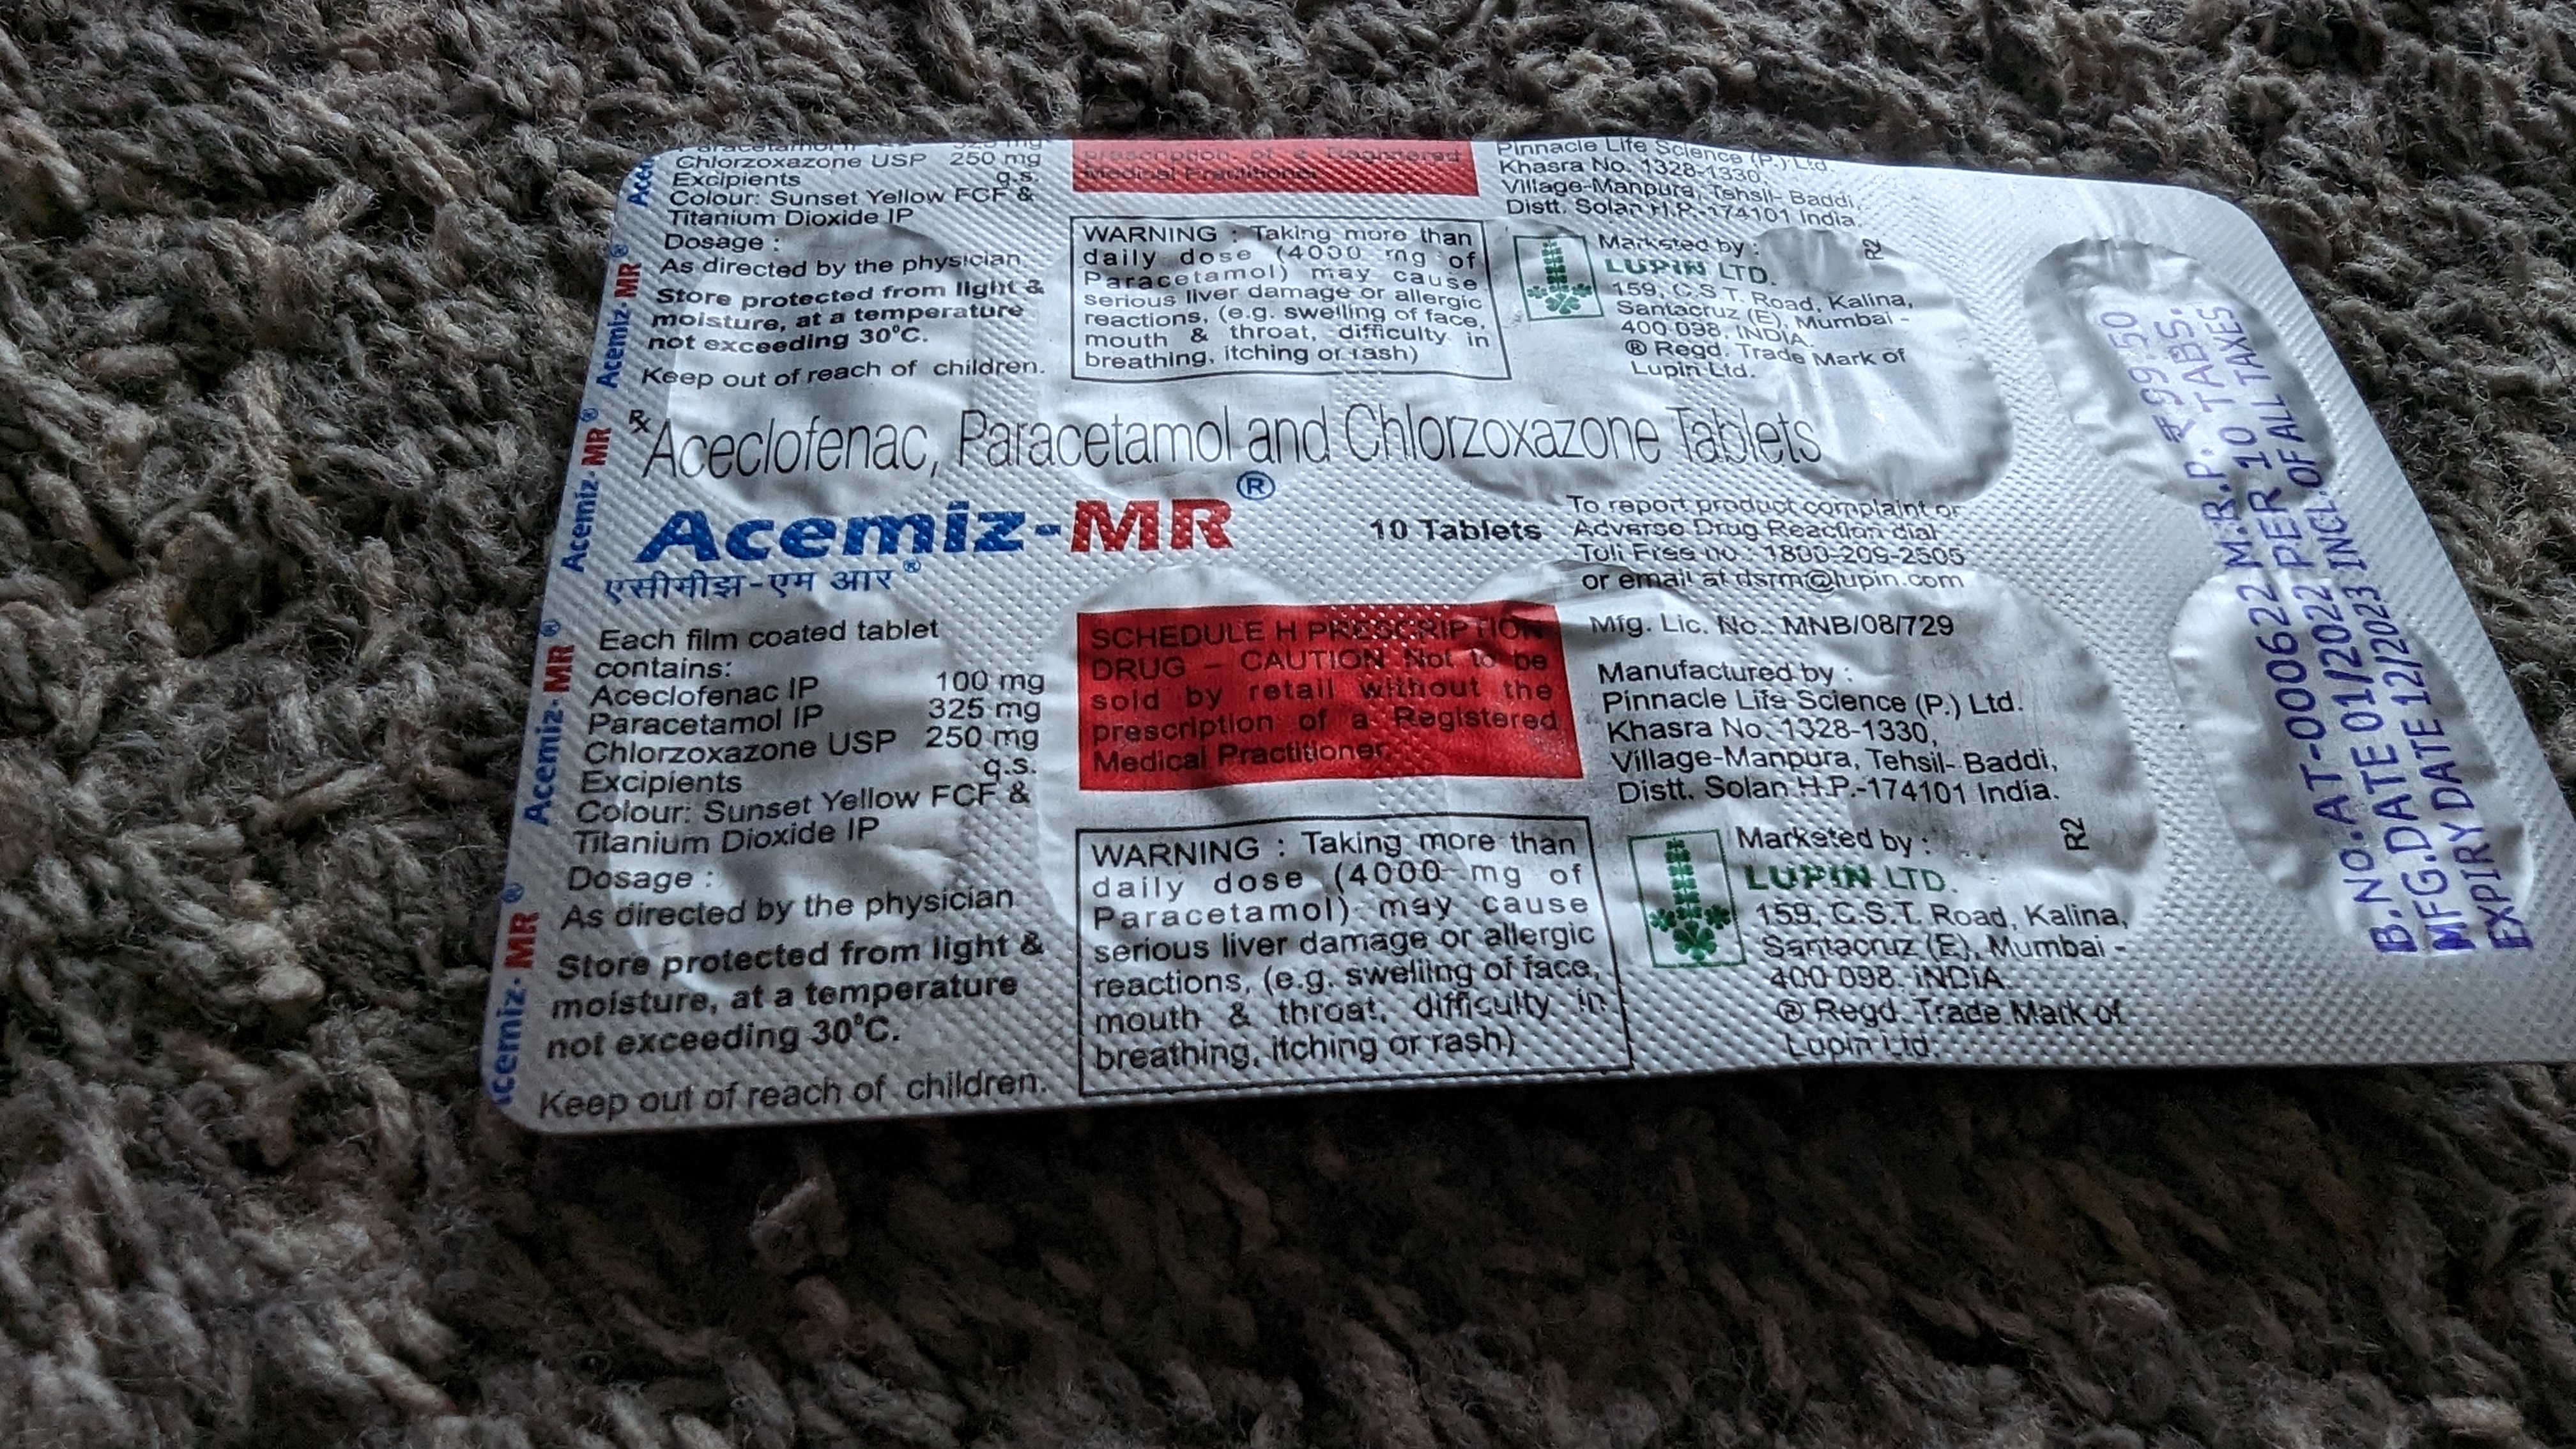 Chlorzoxazone USP 250 mg
Excipients q.s.
Colour: Sunset Yellow FCF &
Titanium Dioxide IP
Dosage :
As directed by the physician
Store protected from light &
moisture, at a temperature
not exceeding 30°C.
Keep out of reach of children.
prescription of a Registered
Medical Practitioner
WARNING : Taking more than
daily dose (4000 mg of
Paracetamol) may cause
serious liver damage or allergic
reactions, (e.g. swelling of face,
mouth & throat, difficulty in
breathing, itching or rash)
Pinnacle Life Science (P.) Ltd.
Khasra No. 1328-1330,
Village-Manpura, Tehsil- Baddi,
Distt. Solan H.P.-174101 India.
Marketed by :
LUPIN LTD.
159, C.S.T. Road, Kalina,
Santacruz (E), Mumbai -
400 098. INDIA.
® Regd. Trade Mark of
Lupin Ltd.
R2
Rx Aceclofenac, Paracetamol and Chlorzoxazone Tablets
Acemiz-MR®
एसीमीझ-एम आर®
10 Tablets
To report product complaint or
Adverse Drug Reaction dial
Toll Free no.: 1800-209-2505
or email at dsrm@lupin.com
Each film coated tablet
contains:
Aceclofenac IP 100 mg
Paracetamol IP 325 mg
Chlorzoxazone USP 250 mg
Excipients q.s.
Colour: Sunset Yellow FCF &
Titanium Dioxide IP
Dosage :
As directed by the physician
Store protected from light &
moisture, at a temperature
not exceeding 30°C.
Keep out of reach of children.
SCHEDULE H PRESCRIPTION
DRUG – CAUTION Not to be
sold by retail without the
prescription of a Registered
Medical Practitioner.
WARNING : Taking more than
daily dose (4000 mg of
Paracetamol) may cause
serious liver damage or allergic
reactions, (e.g. swelling of face,
mouth & throat, difficulty in
breathing, itching or rash)
Mfg. Lic. No.: MNB/08/729
Manufactured by :
Pinnacle Life Science (P.) Ltd.
Khasra No. 1328-1330,
Village-Manpura, Tehsil- Baddi,
Distt. Solan H.P.-174101 India.
Marketed by :
LUPIN LTD.
159, C.S.T. Road, Kalina,
Santacruz (E), Mumbai -
400 098. INDIA
® Regd. Trade Mark of
Lupin Ltd.
R2
Acemiz-MR®
Acemiz-MR®
Acemiz-MR®
B.NO.AT-000622 M.R.P. ₹ 99.50
MFG.DATE 01/2022 PER 10 TABS.
EXPIRY DATE 12/2023 INCL.OF ALL TAXES